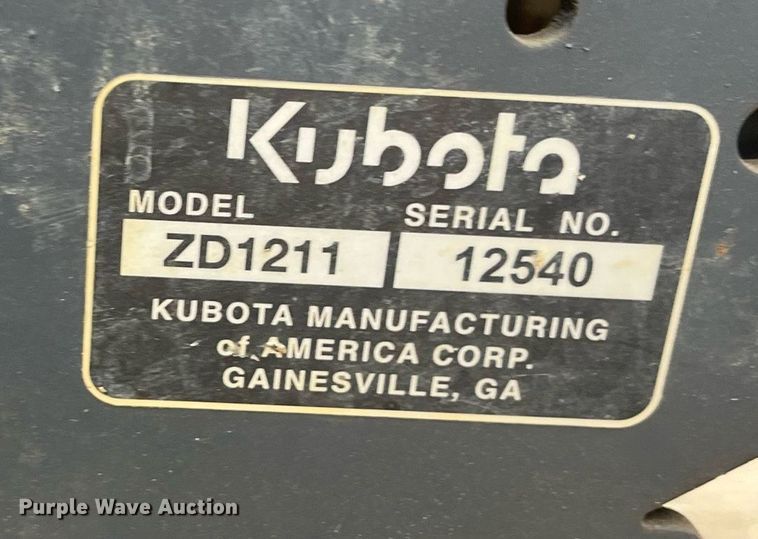 Kubota
MODEL SERIAL NO.
ZD1211 12540
KUBOTA MANUFACTURING
of AMERICA CORP.
GAINESVILLE, GA
Purple Wave Auction